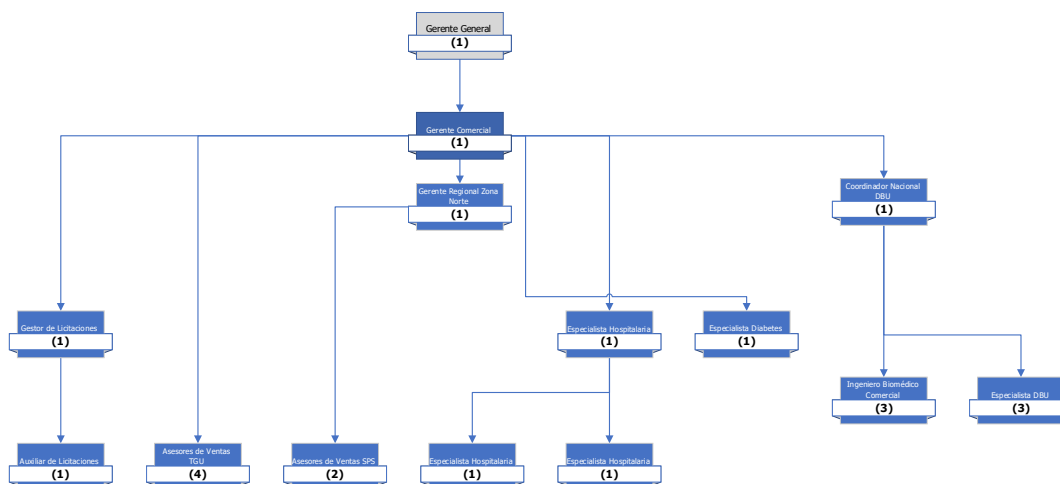 Gerente General
(1)
Gerente Comercial
(1)
Gerente Regional Zona
Norte
(1)
Coordinador Nacional
DBU
(1)
Gestor de Licitaciones
(1)
Especialista Hospitalaria
(1)
Especialista Diabetes
(1)
Ingeniero Biomédico
Comercial
(3)
Especialista DBU
(3)
Auxiliar de Licitaciones
(1)
Asesores de Ventas
TGU
(4)
Asesores de Ventas SPS
(2)
Especialista Hospitalaria
(1)
Especialista Hospitalaria
(1)